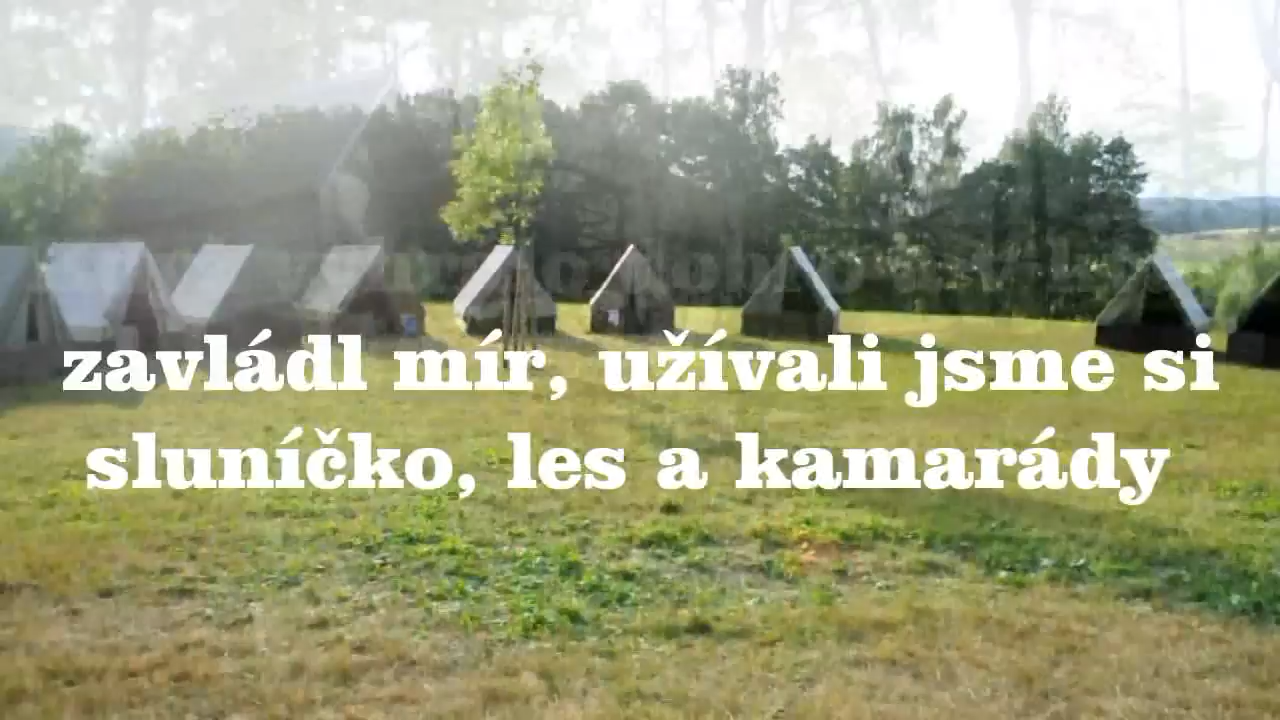 zavládl mír, užívali jsme si
sluníčko, les a kamarády